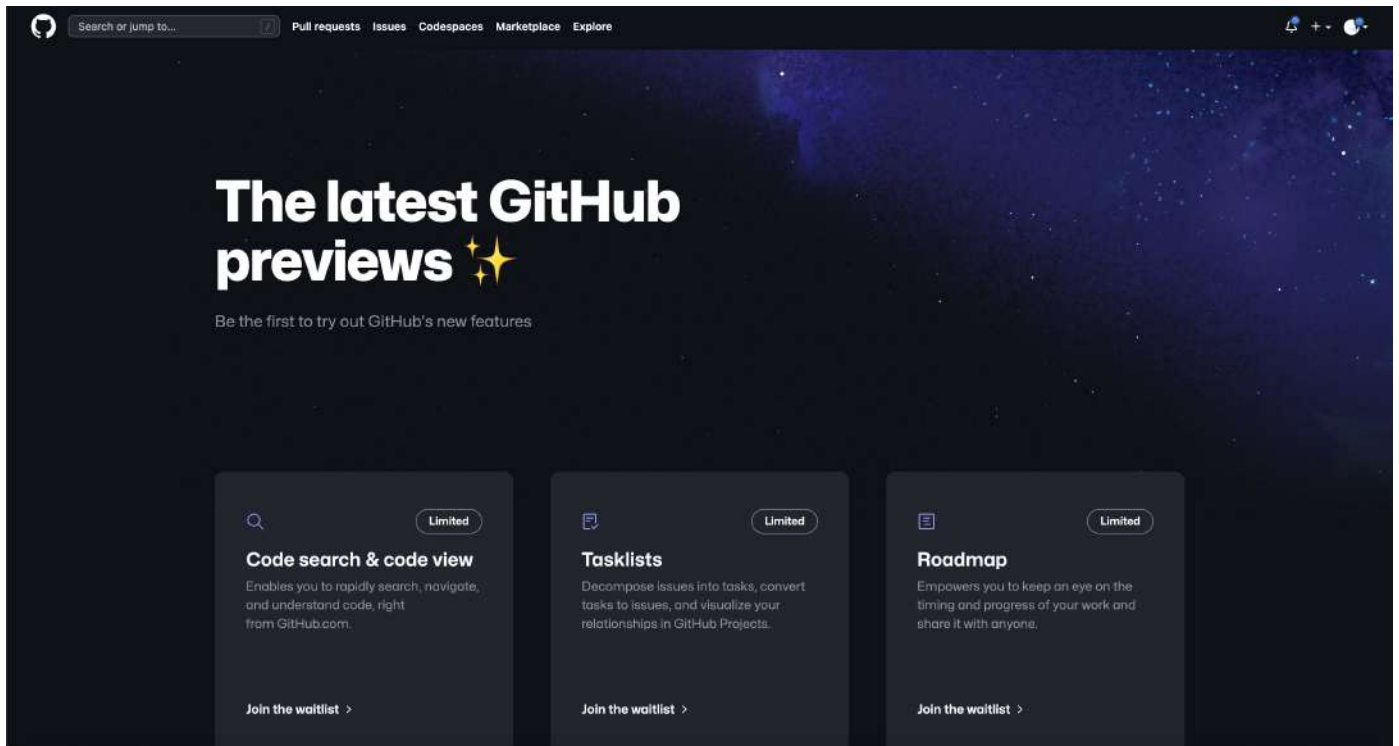 Search or jump to...
/
Pull requests Issues Codespaces Marketplace Explore
The latest GitHub
previews ✨
Be the first to try out GitHub's new features
Limited
Code search & code view
Enables you to rapidly search, navigate,
and understand code, right
from GitHub.com.
Join the waitlist >
Limited
Tasklists
Decompose issues into tasks, convert
tasks to issues, and visualize your
relationships in GitHub Projects.
Join the waitlist >
Limited
Roadmap
Empowers you to keep an eye on the
timing and progress of your work and
share it with anyone.
Join the waitlist >